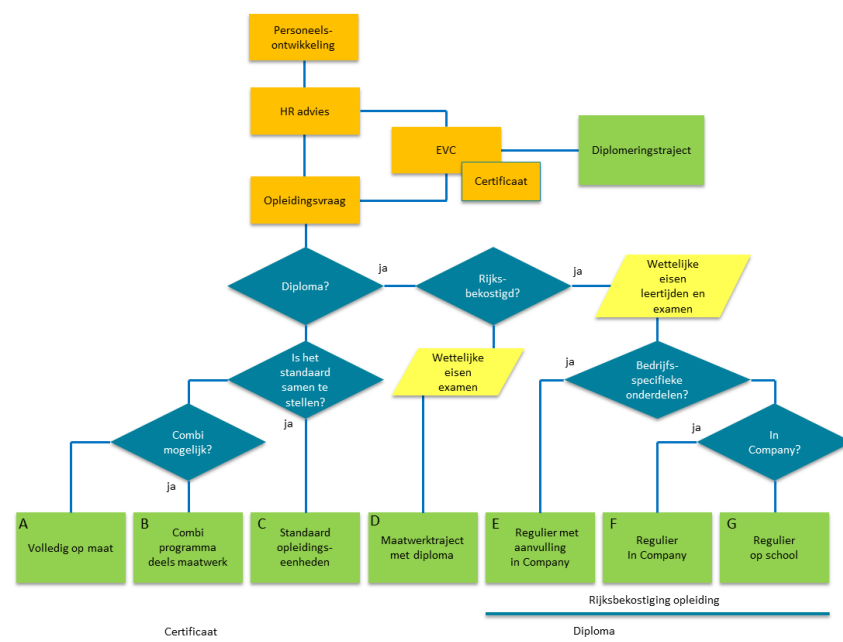 Personeels-
ontwikkeling
HR advies
EVC
Certificaat
Diplomeringstraject
Opleidingsvraag
Diploma?
ja
Rijks-
bekostigd?
ja
Wettelijke
eisen
leertijden en
examen
Is het
standaard
samen te
stellen?
ja
Wettelijke
eisen
examen
ja
Bedrijfs-
specifieke
onderdelen?
Combi
mogelijk?
ja
ja
In
Company?
A
Volledig op maat
B
Combi
programma
deels maatwerk
C
Standaard
opleidings-
eenheden
D
Maatwerktraject
met diploma
E
Regulier met
aanvulling
in Company
F
Regulier
In Company
G
Regulier
op school
Rijksbekostiging opleiding
Certificaat
Diploma